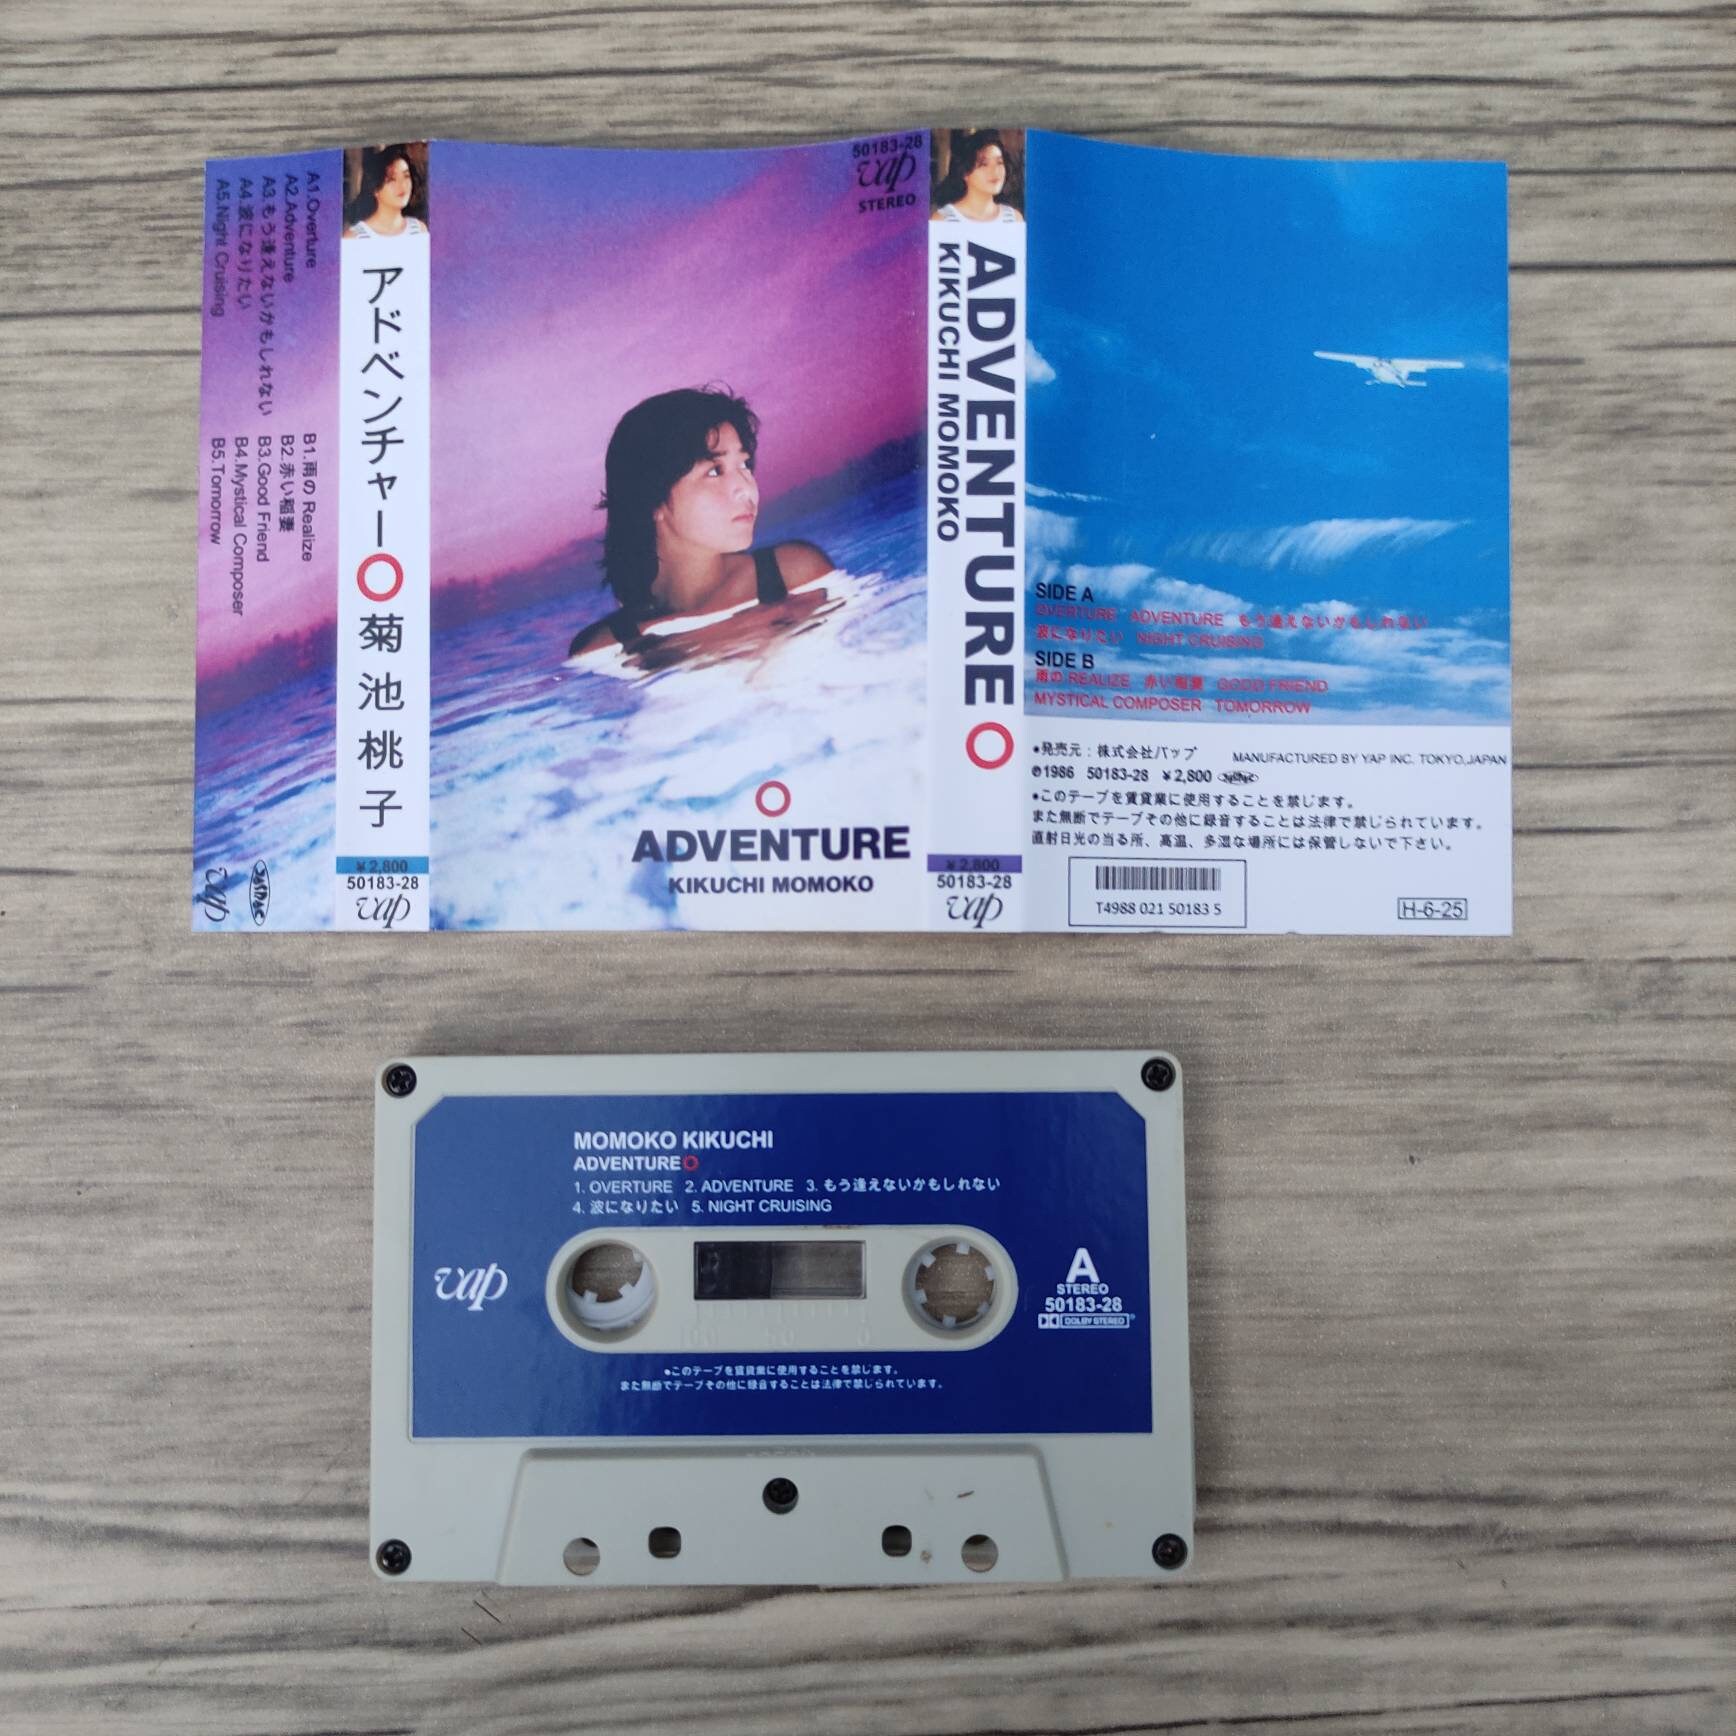 A1.Overture
A2.Adventure
A3.もう逢えないかもしれない
A4.波になりたい
A5.Night Cruising
B1.雨の Realize
B2.赤い稲妻
B3.Good Friend
B4.Mystical Composer
B5.Tomorrow
vap
JASRAC
アドベンチャー○菊池桃子
¥2,800
50183-28
vap
50183-28
vap
STEREO
ADVENTURE
KIKUCHI MOMOKO
ADVENTURE○
KIKUCHI MOMOKO
¥2,800
50183-28
vap
SIDE A
OVERTURE ADVENTURE もう逢えないかもしれない
波になりたい NIGHT CRUISING
SIDE B
雨の REALIZE 赤い稲妻 GOOD FRIEND
MYSTICAL COMPOSER TOMORROW
●発売元：株式会社バップ MANUFACTURED BY YAP INC. TOKYO,JAPAN
℗1986 50183-28 ¥2,800 JASRAC
●このテープを賃貸業に使用することを禁じます。
また無断でテープその他に録音することは法律で禁じられています。
直射日光の当る所、高温、多湿な場所には保管しないで下さい。
T4988 021 50183 5
H-6-25
MOMOKO KIKUCHI
ADVENTURE○
1. OVERTURE 2. ADVENTURE 3. もう逢えないかもしれない
4. 波になりたい 5. NIGHT CRUISING
vap
A
STEREO
50183-28
DOLBY STEREO®
100 50 0
●このテープを賃貸業に使用することを禁じます。
また無断でテープその他に録音することは法律で禁じられています。